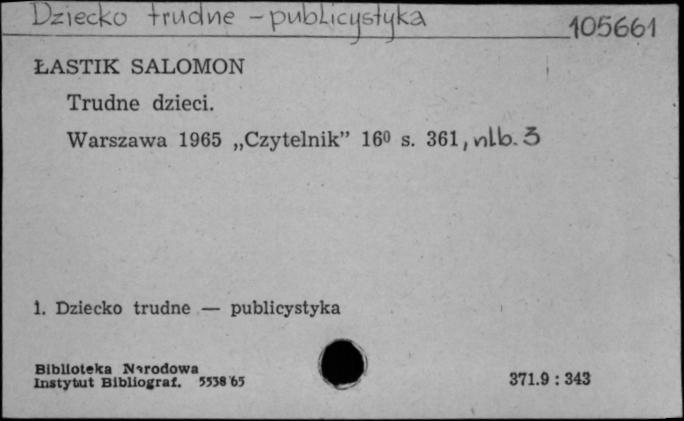 Dziecko trudne - publicystyka 105661
ŁASTIK SALOMON
Trudne dzieci.
Warszawa 1965 „Czytelnik” 16⁰ s. 361, nlb. 3
1. Dziecko trudne — publicystyka
Biblioteka Narodowa
Instytut Bibliograf. 5538 65
371.9 : 343